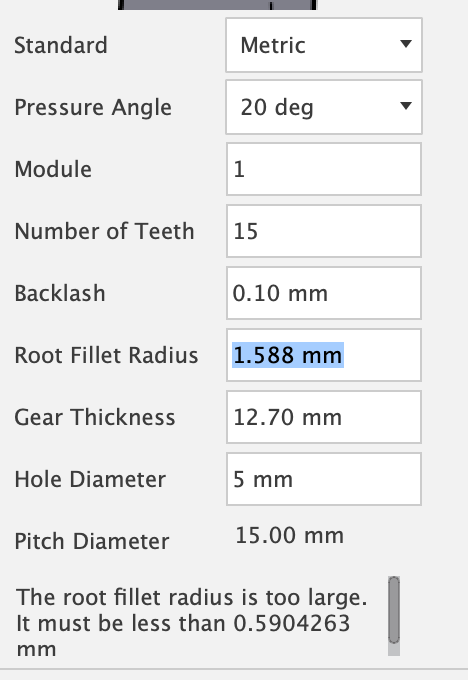 Standard Metric
Pressure Angle 20 deg
Module 1
Number of Teeth 15
Backlash 0.10 mm
Root Fillet Radius 1.588 mm
Gear Thickness 12.70 mm
Hole Diameter 5 mm
Pitch Diameter 15.00 mm
The root fillet radius is too large.
It must be less than 0.5904263
mm